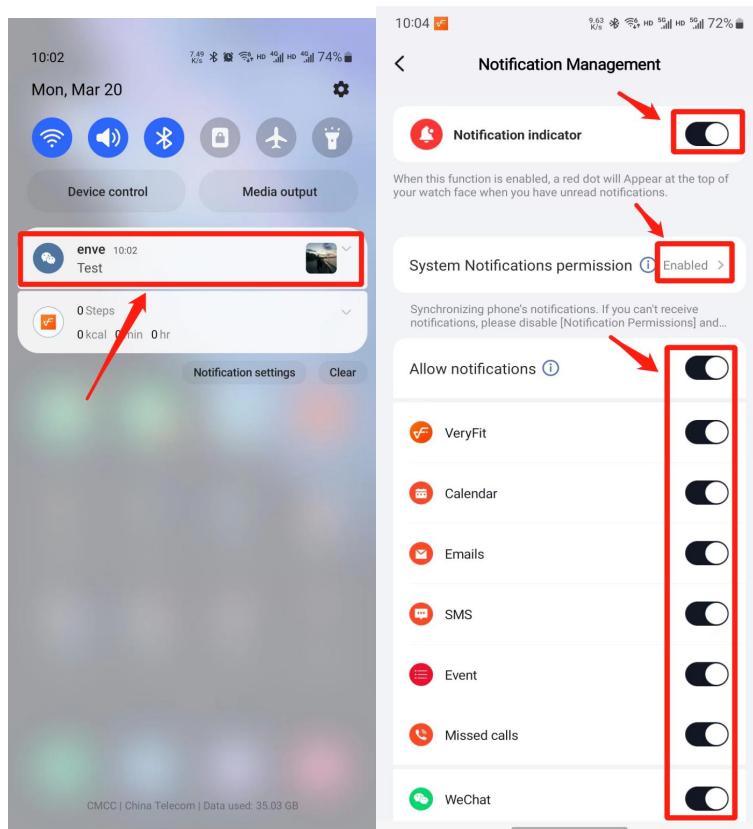 10:02
7.49 K/s HD 4G HD 4G 74%
Mon, Mar 20
Device control
Media output
enve 10:02
Test
0 Steps
0 kcal 0 min 0 hr
Notification settings
Clear
CMCC | China Telecom | Data used: 35.03 GB
10:04
9.63 K/s HD 5G HD 5G 72%
Notification Management
Notification indicator
When this function is enabled, a red dot will Appear at the top of
your watch face when you have unread notifications.
System Notifications permission
Enabled
Synchronizing phone's notifications. If you can't receive
notifications, please disable [Notification Permissions] and...
Allow notifications
VeryFit
Calendar
Emails
SMS
Event
Missed calls
WeChat